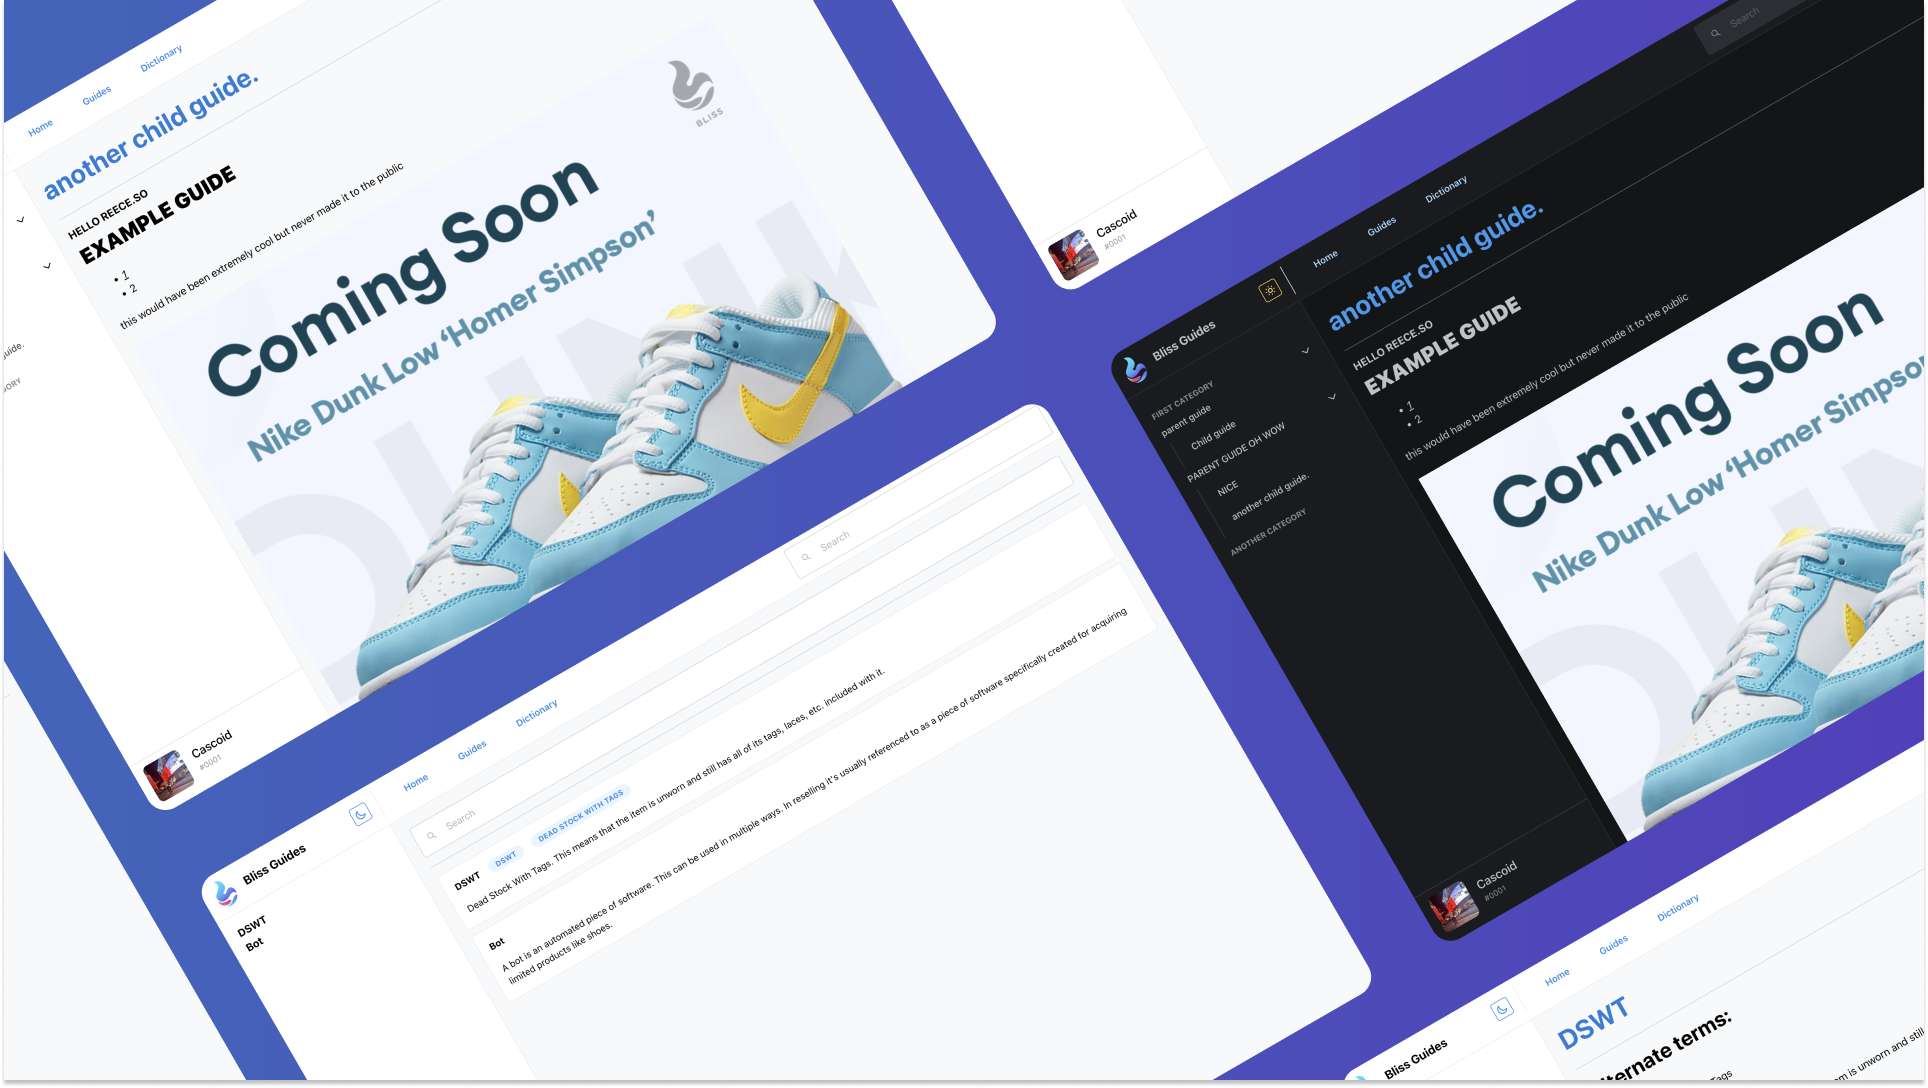 Home
Guides
Dictionary
another child guide.
HELLO REECE.SO
EXAMPLE GUIDE
• 1
• 2
this would have been extremely cool but never made it to the public
BLISS
Coming Soon
Nike Dunk Low ‘Homer Simpson’
guide.
Cascoid
#0001
Cascoid
#0001
Search
Bliss Guides
Home
Guides
Dictionary
FIRST CATEGORY
parent guide
Child guide
PARENT GUIDE OH WOW
NICE
another child guide.
ANOTHER CATEGORY
another child guide.
HELLO REECE.SO
EXAMPLE GUIDE
• 1
• 2
this would have been extremely cool but never made it to the public
Coming Soon
Nike Dunk Low ‘Homer Simpso
Cascoid
#0001
Bliss Guides
Home
Guides
Dictionary
Search
DSWT
Bot
Search
DSWT
DSWT
DEAD STOCK WITH TAGS
Dead Stock With Tags. This means that the item is unworn and still has all of its tags, laces, etc. included with it.
Bot
A bot is an automated piece of software. This can be used in multiple ways. In reselling it's usually referenced to as a piece of software specifically created for acquiring
limited products like shoes.
Bliss Guides
Home
Guides
Dictionary
DSWT
ternate terms:
Tags
m is unworn and still